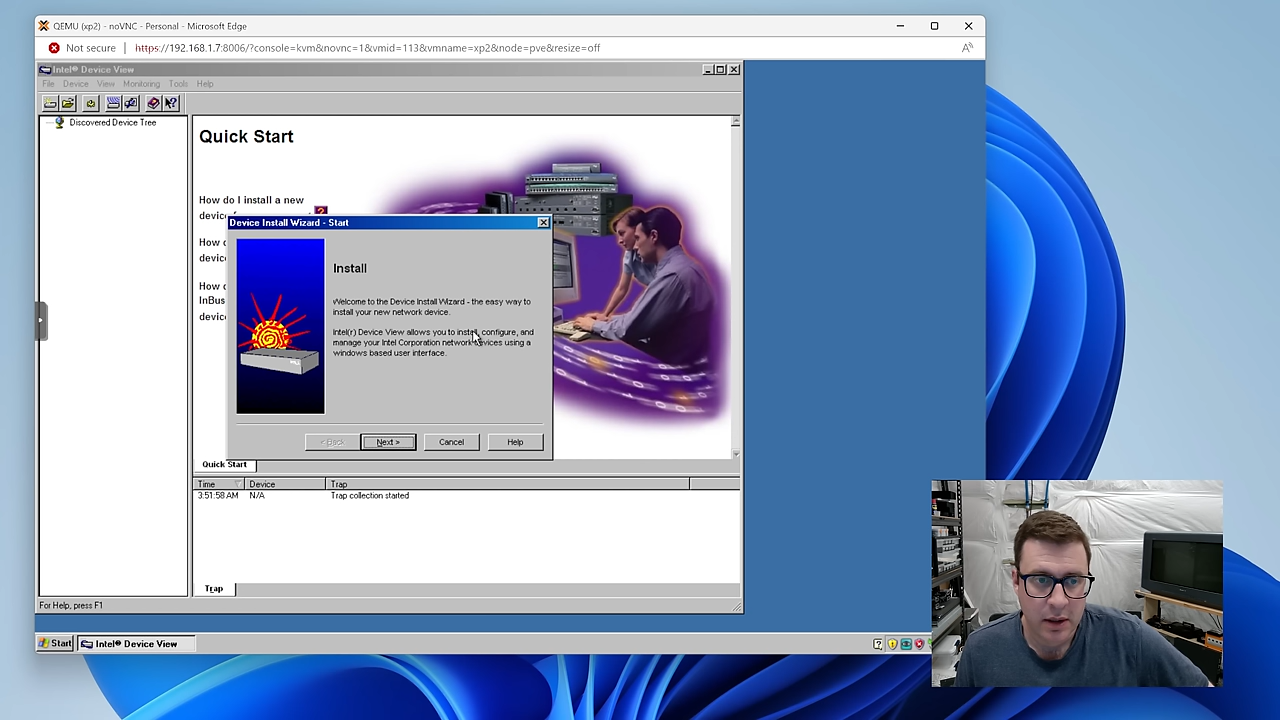 QEMU (xp2) - noVNC - Personal - Microsoft Edge
Not secure
https://192.168.1.7:8006/?console=kvm&novnc=1&vmid=113&vmname=xp2&node=pve&resize=off
Intel® Device View
File Device View Monitoring Tools Help
Discovered Device Tree
Quick Start
How do I install a new
device
How d
device
How d
InBus
device
Device Install Wizard - Start
Install
Welcome to the Device Install Wizard - the easy way to
install your new network device.
Intel(r) Device View allows you to install, configure, and
manage your Intel Corporation network devices using a
windows based user interface.
< Back Next > Cancel Help
Quick Start
Time Device Trap
3:51:58 AM N/A Trap collection started
Trap
For Help, press F1
Start Intel® Device View